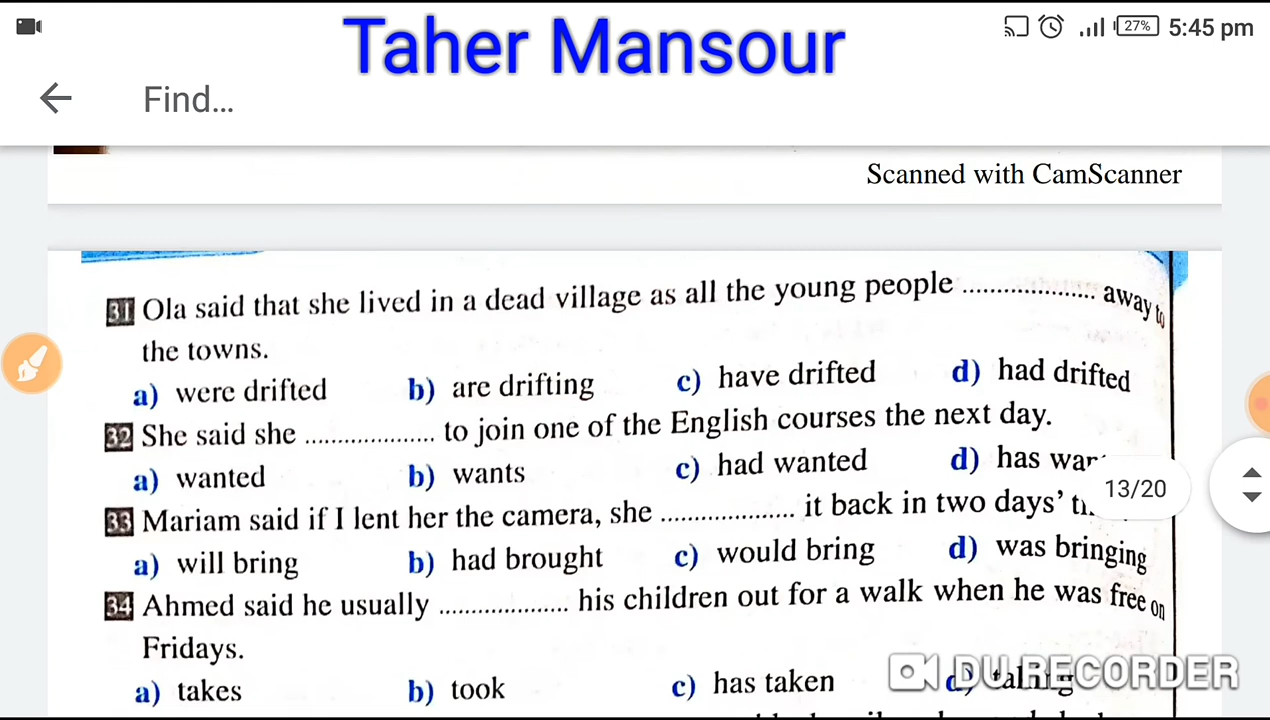 Taher Mansour
27% 5:45 pm
Find...
Scanned with CamScanner
31 Ola said that she lived in a dead village as all the young people .................... away to
the towns.
a) were drifted b) are drifting c) have drifted d) had drifted
32 She said she .................... to join one of the English courses the next day.
a) wanted b) wants c) had wanted d) has
13/20
33 Mariam said if I lent her the camera, she .................... it back in two days'
a) will bring b) had brought c) would bring d) was bringing
34 Ahmed said he usually .................... his children out for a walk when he was free on
Fridays.
a) takes b) took c) has taken d) taking
DU RECORDER